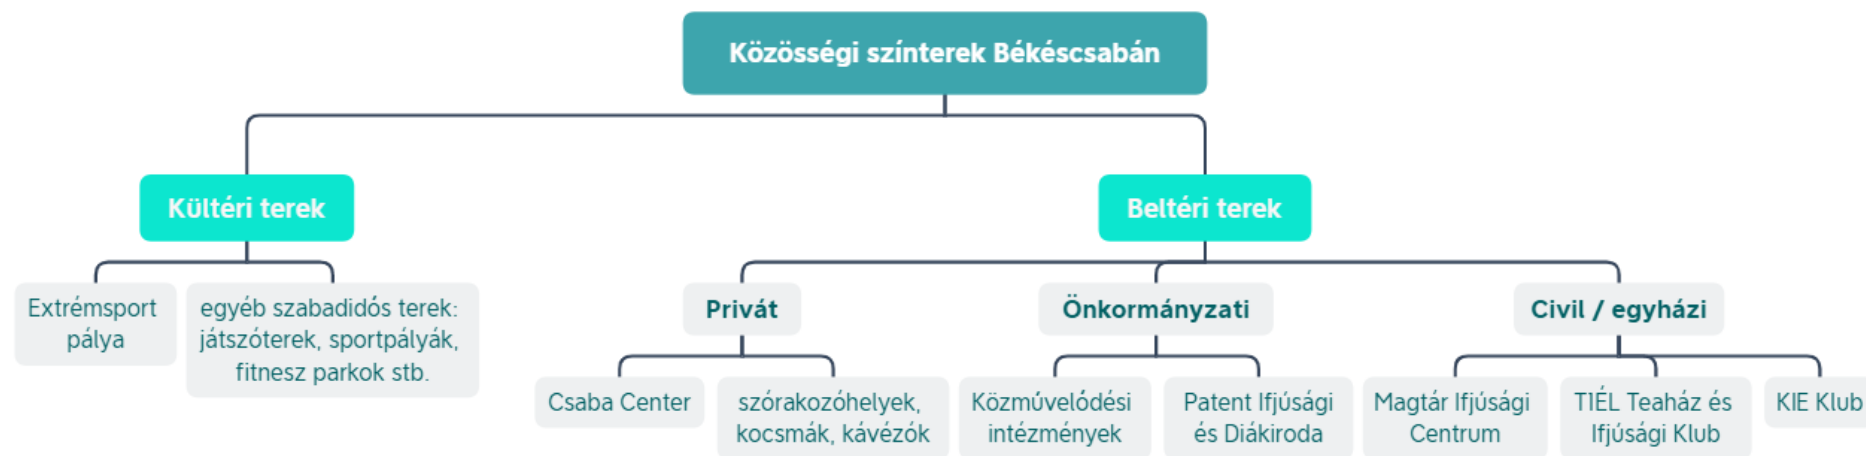 Közösségi színterek Békéscsabán
Kültéri terek
Beltéri terek
Extrémsport
pálya
egyéb szabadidós terek:
játszóterek, sportpályák,
fitnesz parkok stb.
Privát
Önkormányzati
Civil / egyházi
Csaba Center
szórakozóhelyek,
kocsmák, kávézók
Közművelődési
intézmények
Patent Ifjúsági
és Diákiroda
Magtár Ifjúsági
Centrum
T1ÉL Teaház és
Ifjúsági Klub
KIE Klub